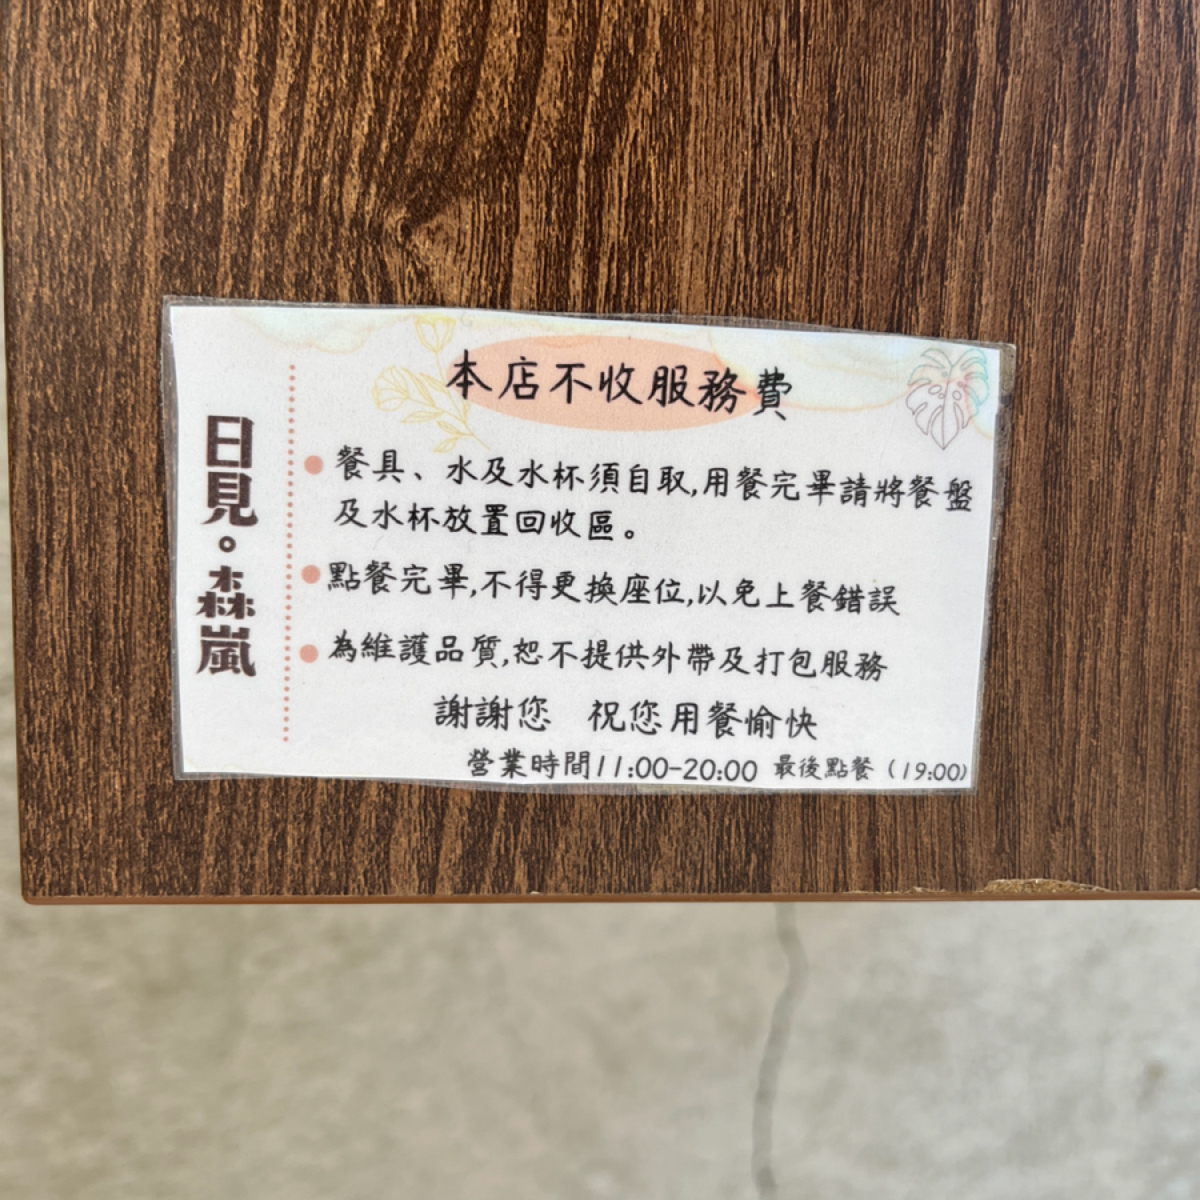 日見。森嵐
本店不收服務費
餐具、水及水杯須自取,用餐完畢請將餐盤
及水杯放置回收區。
點餐完畢,不得更換座位,以免上餐錯誤
為維護品質,恕不提供外帶及打包服務
謝謝您 祝您用餐愉快
營業時間11:00-20:00 最後點餐（19:00)